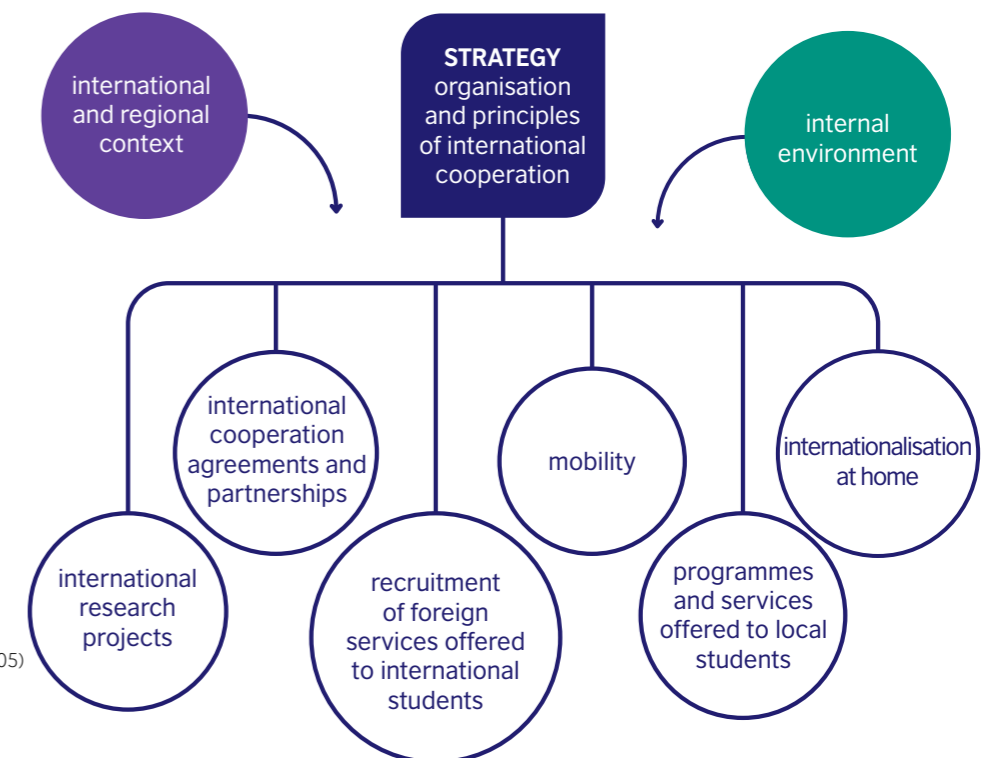 international
and regional
context
STRATEGY
organisation
and principles
of international
cooperation
internal
environment
international
cooperation
agreements and
partnerships
mobility
internationalisation
at home
international
research
projects
recruitment
of foreign
services offered
to international
students
programmes
and services
offered to local
students
05)